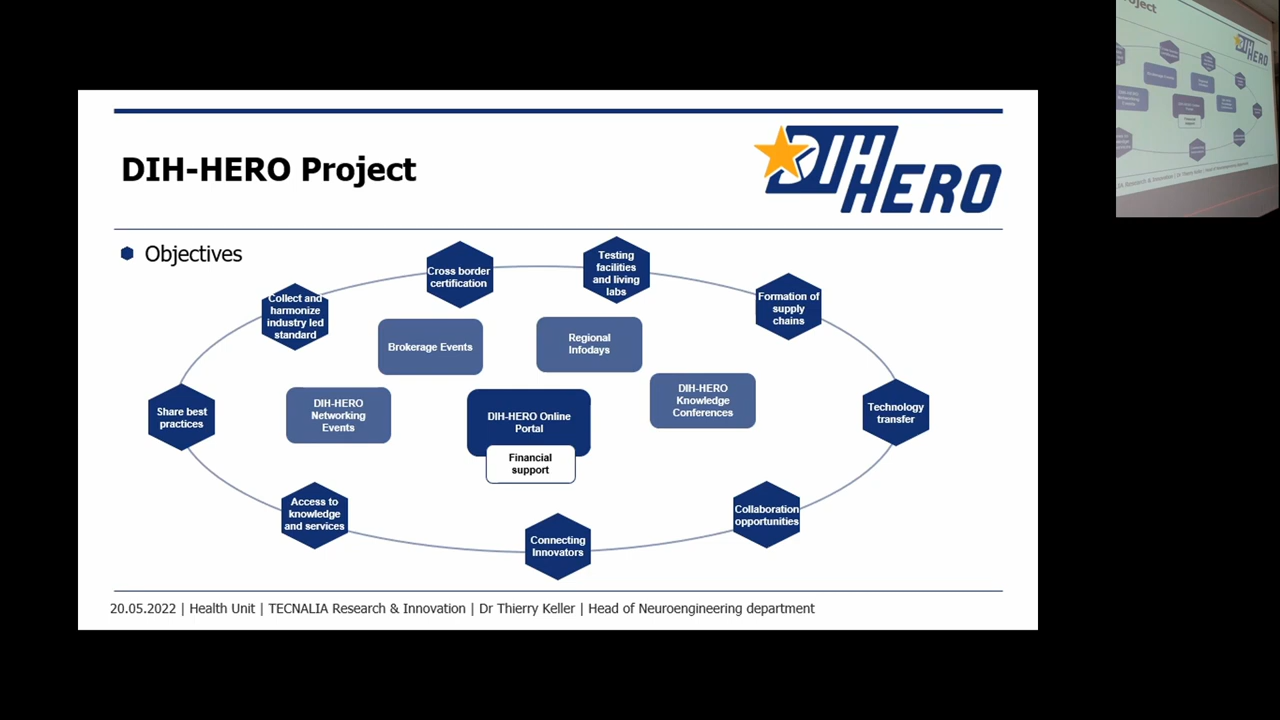 DIH-HERO Project
DIH
HERO
Objectives
Cross border
certification
Testing
facilities
and living
labs
Collect and
harmonize
industry led
standard
Formation of
supply
chains
Brokerage Events
Regional
Infodays
DIH-HERO
Networking
Events
DIH-HERO Online
Portal
DIH-HERO
Knowledge
Conferences
Share best
practices
Technology
transfer
Financial
support
Access to
knowledge
and services
Connecting
Innovators
Collaboration
opportunities
20.05.2022 | Health Unit | TECNALIA Research & Innovation | Dr Thierry Keller | Head of Neuroengineering department